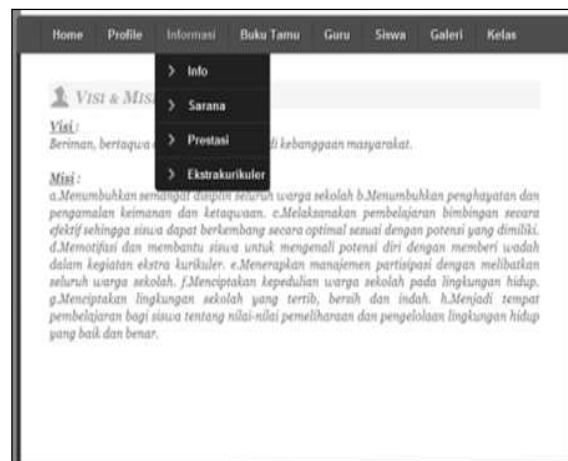 Home Profile Informasi Buku Tamu Guru Siswa Galeri Kelas
Info
Sarana
Prestasi
Ekstrakurikuler
VISI & MISI
Visi :
Beriman, bertaqwa di kebanggaan masyarakat.
Misi :
a.Menumbuhkan semangat disiplin seluruh warga sekolah b.Menumbuhkan penghayatan dan
pengamalan keimanan dan ketaqwaan. c.Melaksanakan pembelajaran bimbingan secara
efektif sehingga siswa dapat berkembang secara optimal sesuai dengan potensi yang dimiliki.
d.Memotifasi dan membantu siswa untuk mengenali potensi diri dengan memberi wadah
dalam kegiatan ekstra kurikuler. e.Menerapkan manajemen partisipasi dengan melibatkan
seluruh warga sekolah. f.Menciptakan kepedulian warga sekolah pada lingkungan hidup.
g.Menciptakan lingkungan sekolah yang tertib, bersih dan indah. h.Menjadi tempat
pembelajaran bagi siswa tentang nilai-nilai pemeliharaan dan pengelolaan lingkungan hidup
yang baik dan benar.